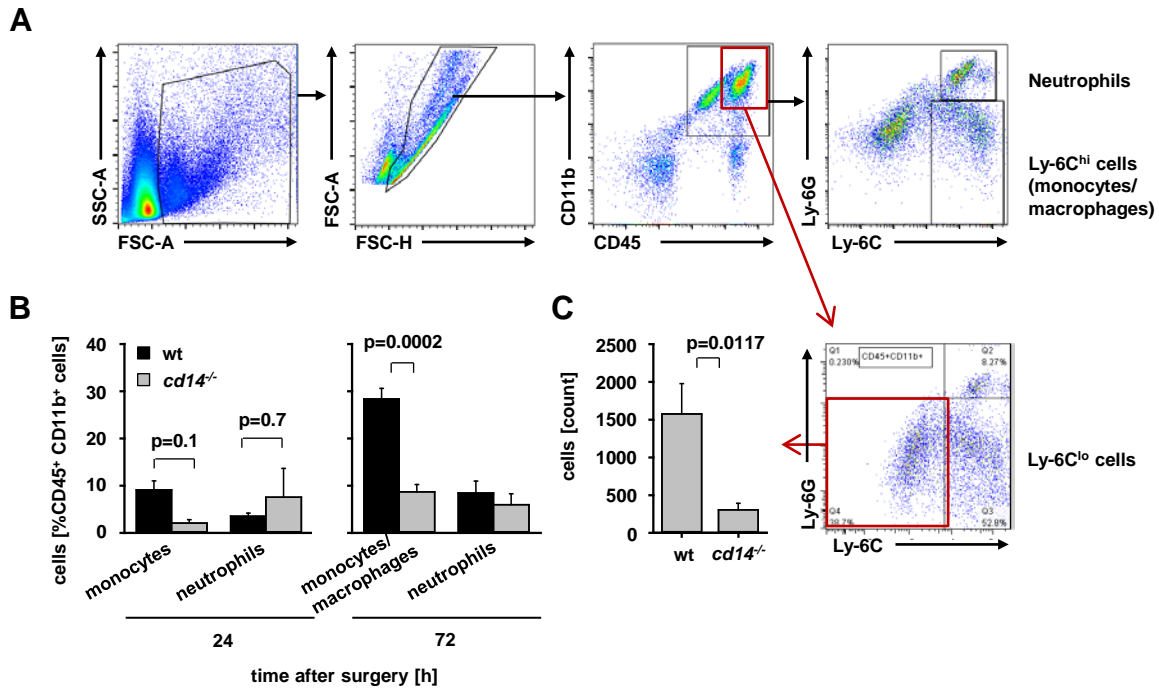 A
SSC-A
FSC-A
FSC-A
FSC-H
CD11b
CD45
Ly-6G
Ly-6C
Neutrophils
Ly-6Chi cells
(monocytes/
macrophages)
B
cells [%CD45+ CD11b+ cells]
40
30
20
10
0
wt
cd14-/-
p=0.1
p=0.7
p=0.0002
monocytes
neutrophils
monocytes/
macrophages
neutrophils
24
72
time after surgery [h]
C
cells [count]
2500
2000
1500
1000
500
0
p=0.0117
wt
cd14-/-
Ly-6G
Q1
0.230%
CD45+CD11b+
Q2
8.27%
Q4
38.7%
Q3
52.8%
Ly-6C
Ly-6Clo cells